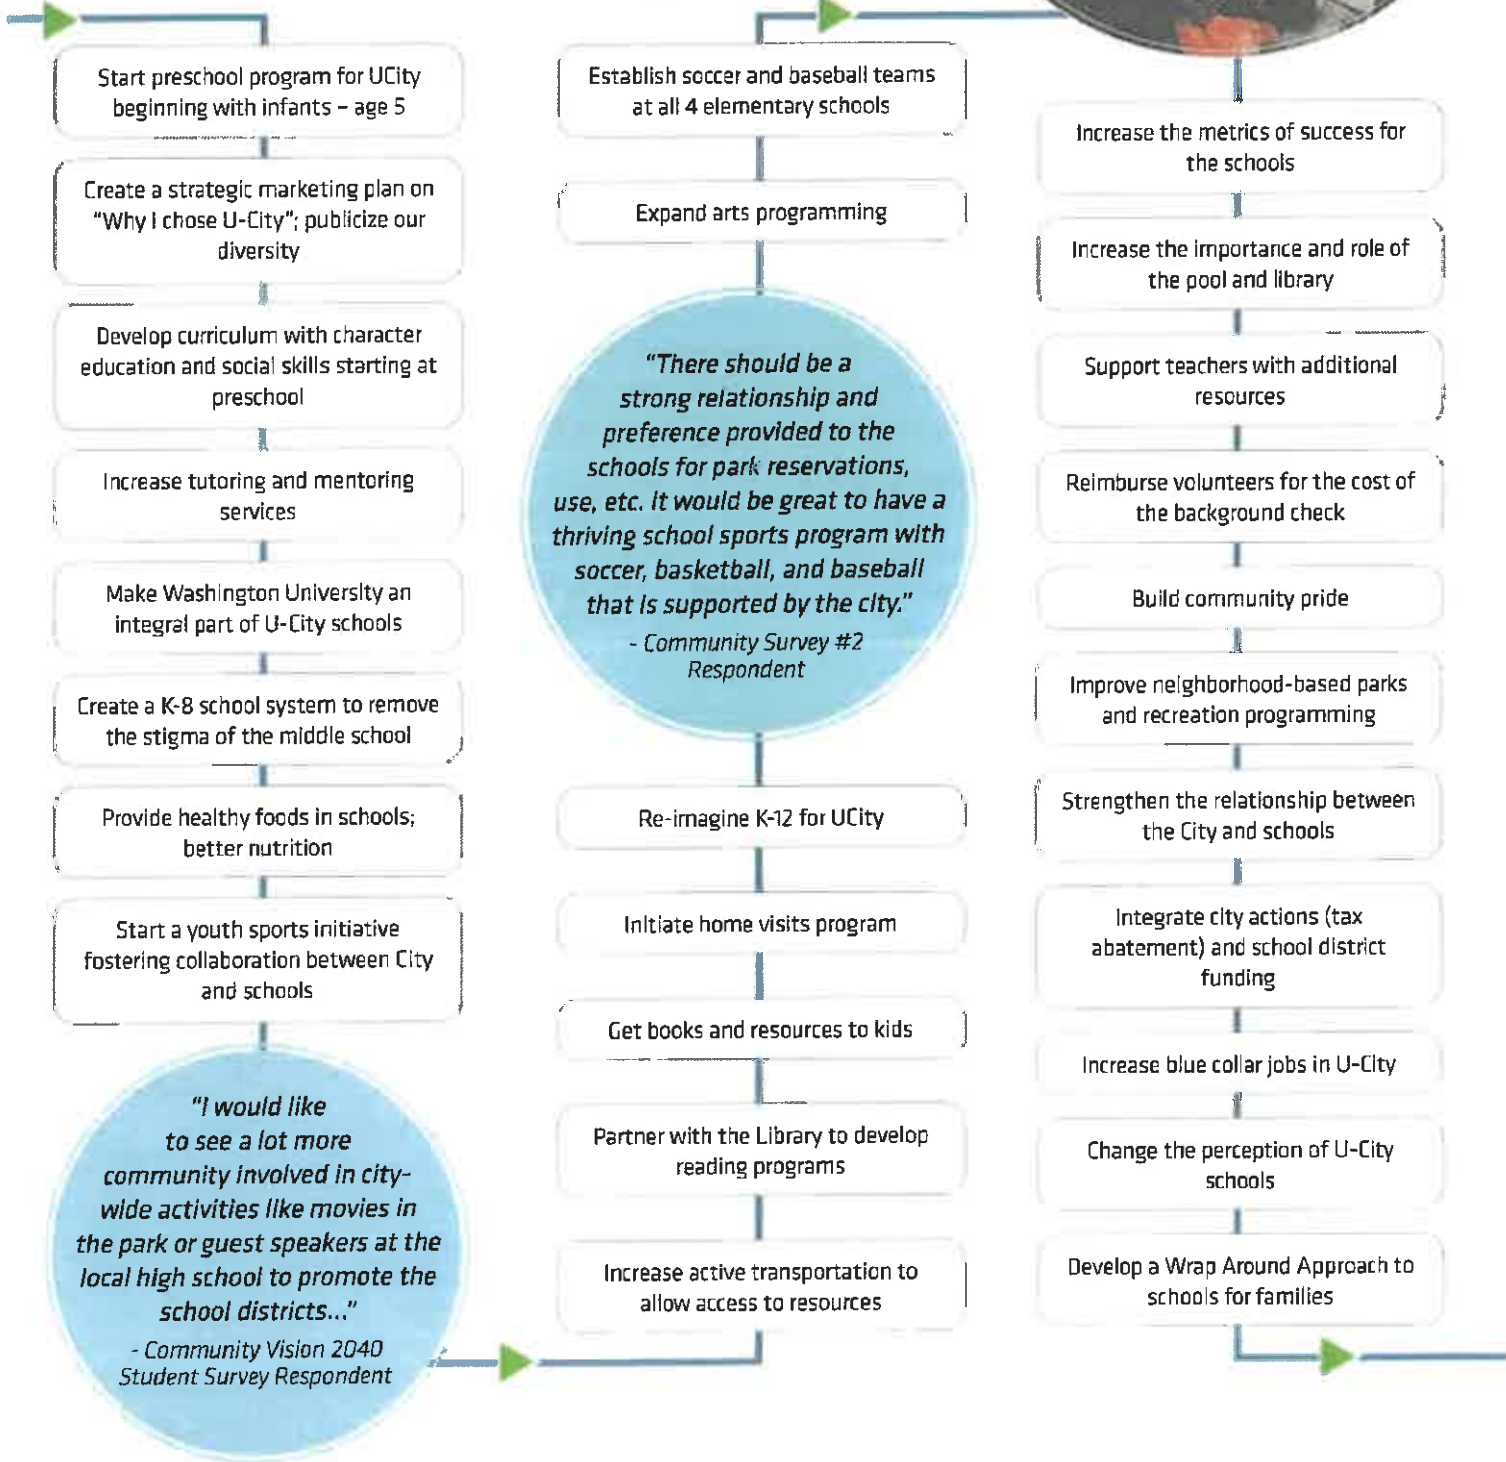 Start preschool program for UCity
beginning with infants – age 5
Create a strategic marketing plan on
"Why I chose U-City"; publicize our
diversity
Develop curriculum with character
education and social skills starting at
preschool
Increase tutoring and mentoring
services
Make Washington University an
integral part of U-City schools
Create a K-8 school system to remove
the stigma of the middle school
Provide healthy foods in schools;
better nutrition
Start a youth sports initiative
fostering collaboration between City
and schools
"I would like
to see a lot more
community involved in city-
wide activities like movies in
the park or guest speakers at the
local high school to promote the
school districts..."
- Community Vision 2040
Student Survey Respondent
Establish soccer and baseball teams
at all 4 elementary schools
Expand arts programming
"There should be a
strong relationship and
preference provided to the
schools for park reservations,
use, etc. It would be great to have a
thriving school sports program with
soccer, basketball, and baseball
that is supported by the city."
- Community Survey #2
Respondent
Re-imagine K-12 for UCity
Initiate home visits program
Get books and resources to kids
Partner with the Library to develop
reading programs
Increase active transportation to
allow access to resources
Increase the metrics of success for
the schools
Increase the importance and role of
the pool and library
Support teachers with additional
resources
Reimburse volunteers for the cost of
the background check
Build community pride
Improve neighborhood-based parks
and recreation programming
Strengthen the relationship between
the City and schools
Integrate city actions (tax
abatement) and school district
funding
Increase blue collar jobs in U-City
Change the perception of U-City
schools
Develop a Wrap Around Approach to
schools for families